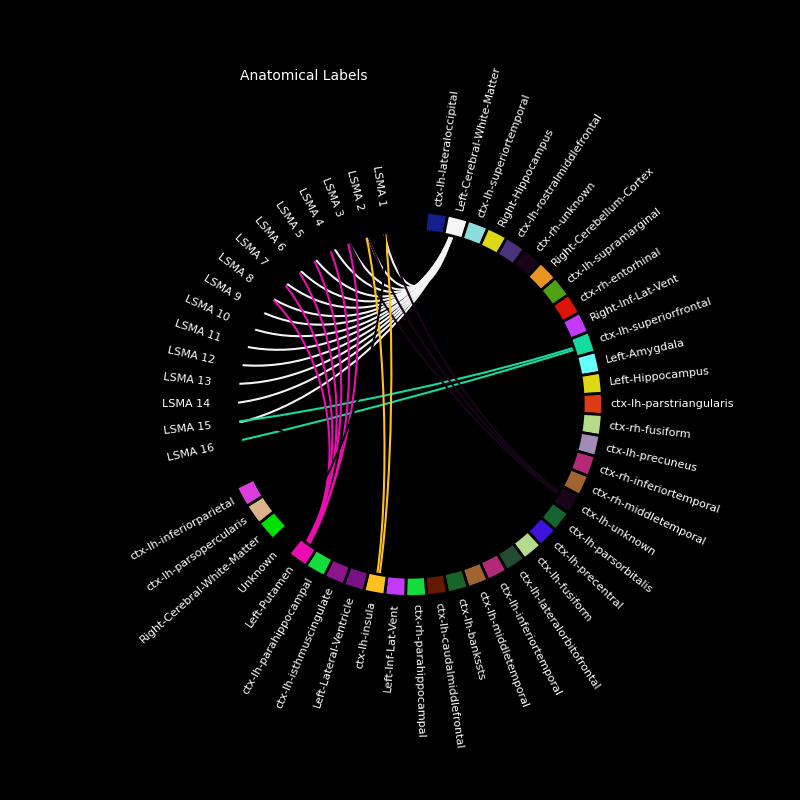 Anatomical Labels
ctx-lh-lateraloccipital
Left-Cerebral-White-Matter
ctx-lh-superiortemporal
Right-Hippocampus
ctx-lh-rostralmiddlefrontal
ctx-rh-unknown
Right-Cerebellum-Cortex
ctx-lh-supramarginal
ctx-rh-entorhinal
Right-Inf-Lat-Vent
ctx-lh-superiorfrontal
Left-Amygdala
Left-Hippocampus
ctx-lh-parstriangularis
ctx-rh-fusiform
ctx-lh-precuneus
ctx-rh-inferiortemporal
ctx-rh-middletemporal
ctx-lh-unknown
ctx-lh-parsorbitalis
ctx-lh-precentral
ctx-lh-fusiform
ctx-lh-lateralorbitofrontal
ctx-lh-inferiortemporal
ctx-lh-middletemporal
ctx-lh-bankssts
ctx-lh-caudalmiddlefrontal
ctx-rh-parahippocampal
Left-Inf-Lat-Vent
ctx-lh-insula
Left-Lateral-Ventricle
ctx-lh-isthmuscingulate
ctx-lh-parahippocampal
Left-Putamen
Unknown
Right-Cerebral-White-Matter
ctx-lh-parsopercularis
ctx-lh-inferiorparietal
LSMA 16
LSMA 15
LSMA 14
LSMA 13
LSMA 12
LSMA 11
LSMA 10
LSMA 9
LSMA 8
LSMA 7
LSMA 6
LSMA 5
LSMA 4
LSMA 3
LSMA 2
LSMA 1